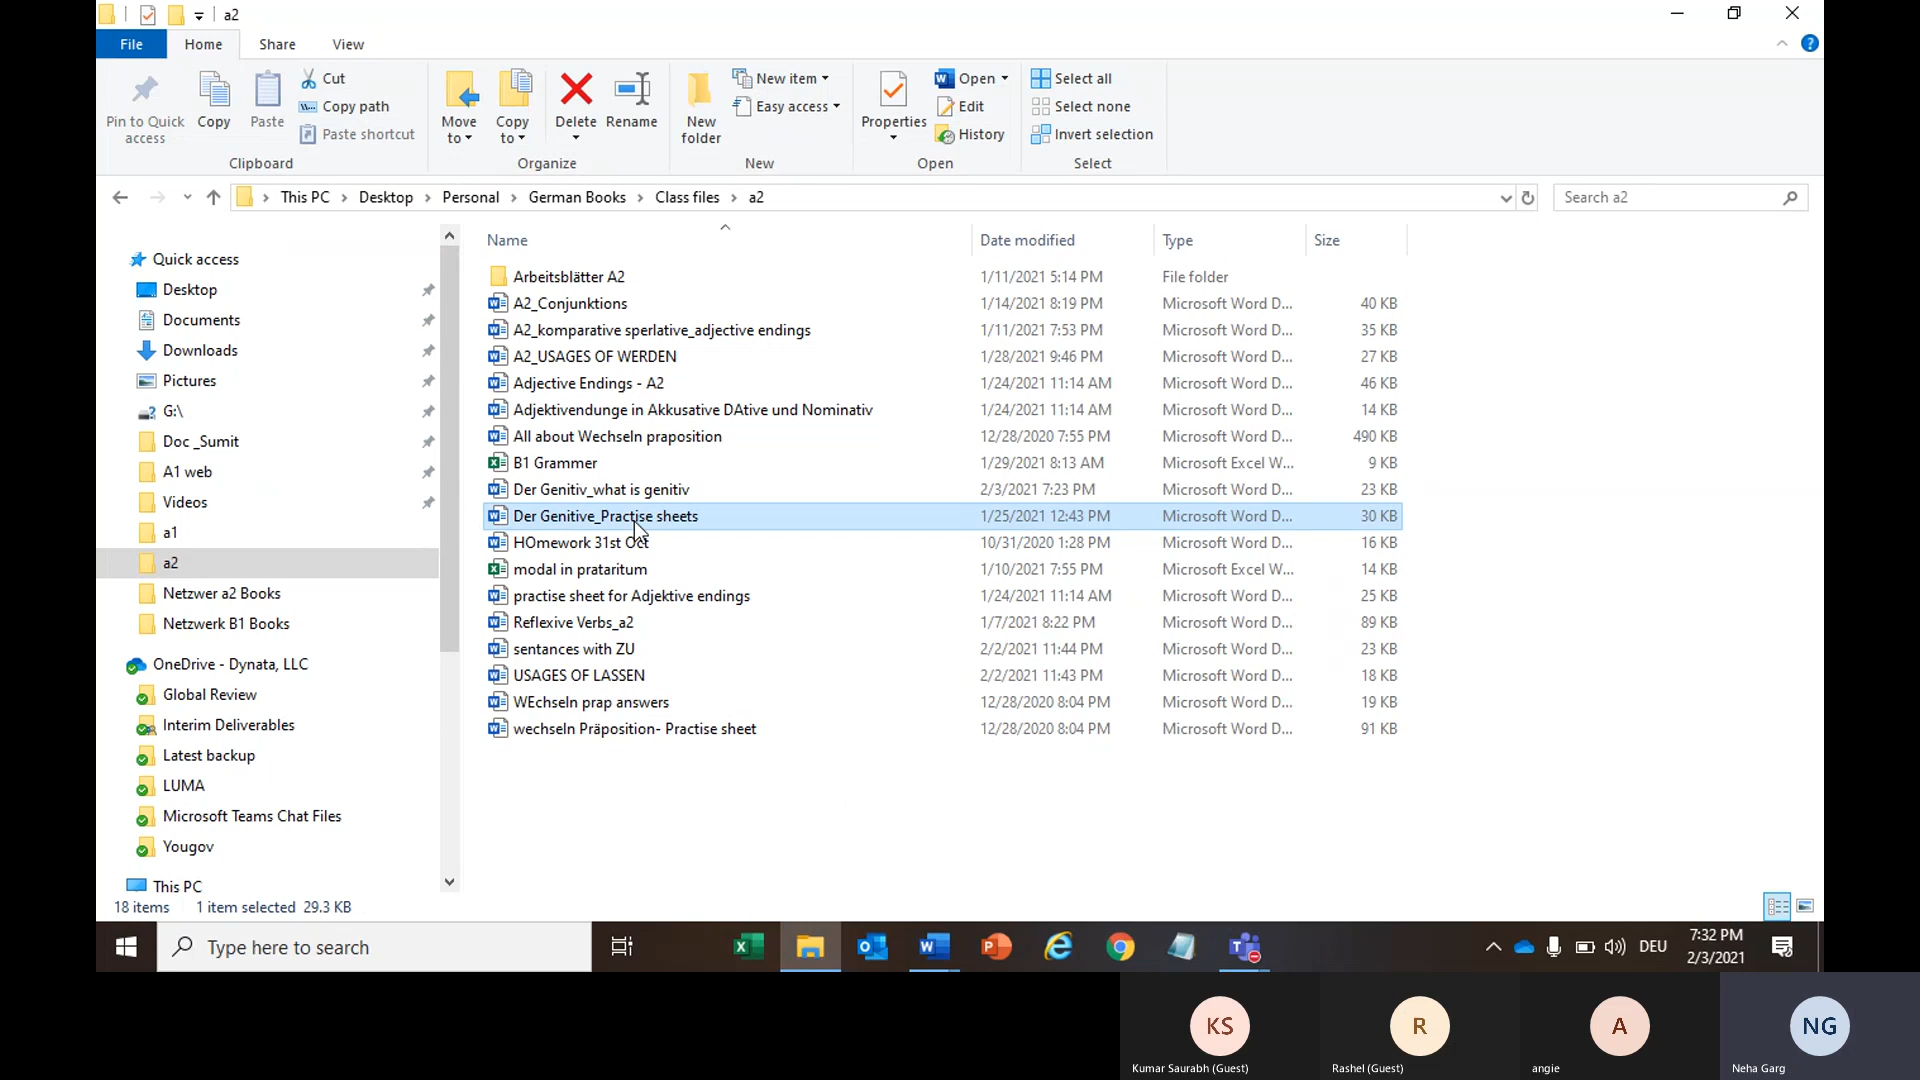 a2
File Home Share View
Pin to Quick access
Copy
Paste
Cut
Copy path
Paste shortcut
Clipboard
Move to
Copy to
Delete
Rename
Organize
New folder
New item
Easy access
New
Properties
Open
Edit
History
Open
Select all
Select none
Invert selection
Select
This PC > Desktop > Personal > German Books > Class files > a2
Search a2
Quick access
Desktop
Documents
Downloads
Pictures
G:\
Doc _Sumit
A1 web
Videos
a1
a2
Netzwer a2 Books
Netzwerk B1 Books
OneDrive - Dynata, LLC
Global Review
Interim Deliverables
Latest backup
LUMA
Microsoft Teams Chat Files
Yougov
This PC
Name Date modified Type Size
Arbeitsblätter A2 1/11/2021 5:14 PM File folder
A2_Conjunktions 1/14/2021 8:19 PM Microsoft Word D... 40 KB
A2_komparative sperlative_adjective endings 1/11/2021 7:53 PM Microsoft Word D... 35 KB
A2_USAGES OF WERDEN 1/28/2021 9:46 PM Microsoft Word D... 27 KB
Adjective Endings - A2 1/24/2021 11:14 AM Microsoft Word D... 46 KB
Adjektivendunge in Akkusative DAtive und Nominativ 1/24/2021 11:14 AM Microsoft Word D... 14 KB
All about Wechseln praposition 12/28/2020 7:55 PM Microsoft Word D... 490 KB
B1 Grammer 1/29/2021 8:13 AM Microsoft Excel W... 9 KB
Der Genitiv_what is genitiv 2/3/2021 7:23 PM Microsoft Word D... 23 KB
Der Genitive_Practise sheets 1/25/2021 12:43 PM Microsoft Word D... 30 KB
HOmework 31st Oct 10/31/2020 1:28 PM Microsoft Word D... 16 KB
modal in prataritum 1/10/2021 7:55 PM Microsoft Excel W... 14 KB
practise sheet for Adjektive endings 1/24/2021 11:14 AM Microsoft Word D... 25 KB
Reflexive Verbs_a2 1/7/2021 8:22 PM Microsoft Word D... 89 KB
sentances with ZU 2/2/2021 11:44 PM Microsoft Word D... 23 KB
USAGES OF LASSEN 2/2/2021 11:43 PM Microsoft Word D... 18 KB
WEchseln prap answers 12/28/2020 8:04 PM Microsoft Word D... 19 KB
wechseln Präposition- Practise sheet 12/28/2020 8:04 PM Microsoft Word D... 91 KB
18 items 1 item selected 29.3 KB
Type here to search
DEU
7:32 PM
2/3/2021
KS
R
A
NG
Kumar Saurabh (Guest)
Rashel (Guest)
angie
Neha Garg